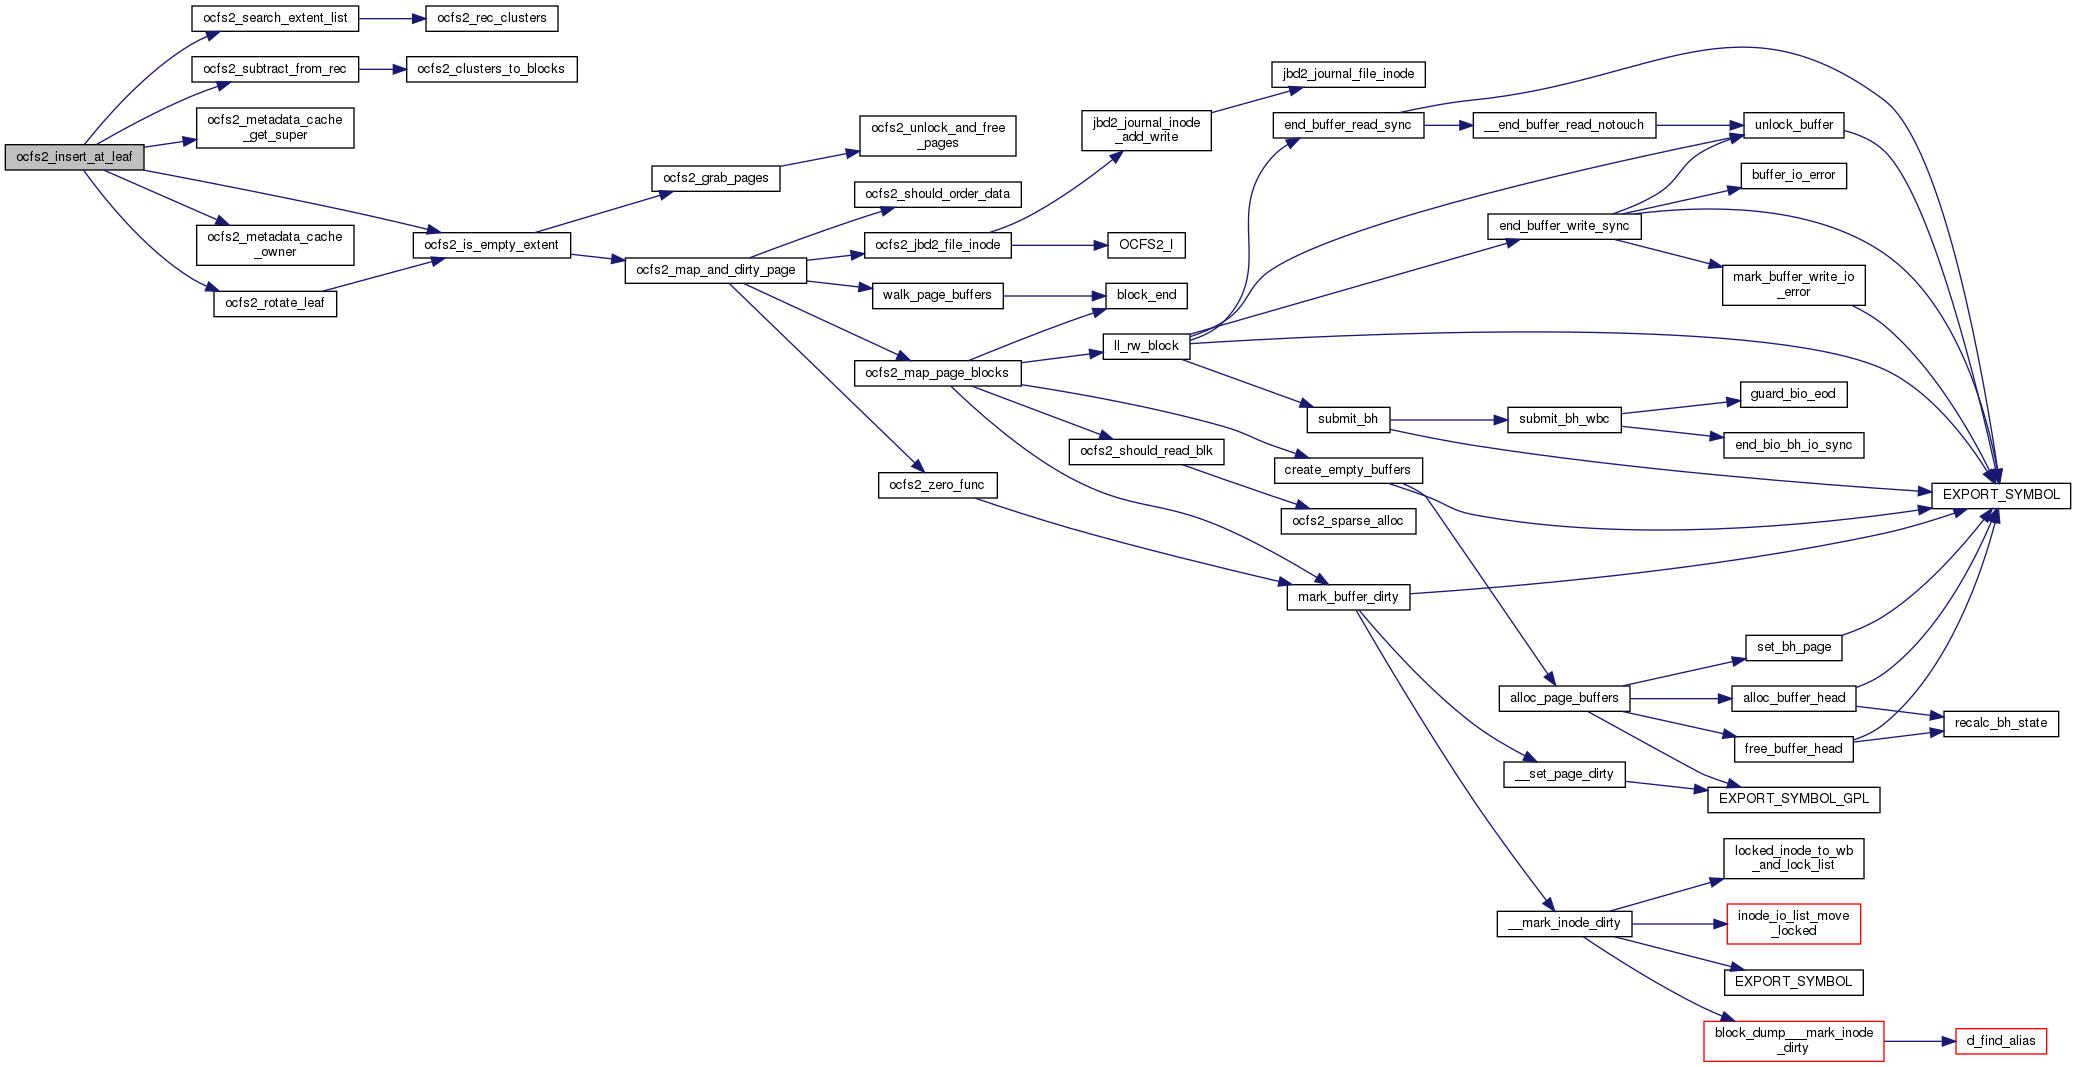 ocfs2_insert_at_leaf
ocfs2_search_extent_list
ocfs2_rec_clusters
ocfs2_subtract_from_rec
ocfs2_clusters_to_blocks
ocfs2_metadata_cache
_get_super
ocfs2_metadata_cache
_owner
ocfs2_rotate_leaf
ocfs2_is_empty_extent
ocfs2_grab_pages
ocfs2_unlock_and_free
_pages
ocfs2_map_and_dirty_page
ocfs2_should_order_data
ocfs2_jbd2_file_inode
jbd2_journal_inode
_add_write
jbd2_journal_file_inode
OCFS2_I
walk_page_buffers
block_end
ocfs2_map_page_blocks
ll_rw_block
ocfs2_should_read_blk
ocfs2_sparse_alloc
ocfs2_zero_func
end_buffer_read_sync
__end_buffer_read_notouch
unlock_buffer
end_buffer_write_sync
buffer_io_error
mark_buffer_write_io
_error
submit_bh
submit_bh_wbc
guard_bio_eod
end_bio_bh_io_sync
create_empty_buffers
EXPORT_SYMBOL
mark_buffer_dirty
alloc_page_buffers
set_bh_page
alloc_buffer_head
free_buffer_head
recalc_bh_state
__set_page_dirty
EXPORT_SYMBOL_GPL
__mark_inode_dirty
locked_inode_to_wb
_and_lock_list
inode_io_list_move
_locked
EXPORT_SYMBOL
block_dump___mark_inode
_dirty
d_find_alias